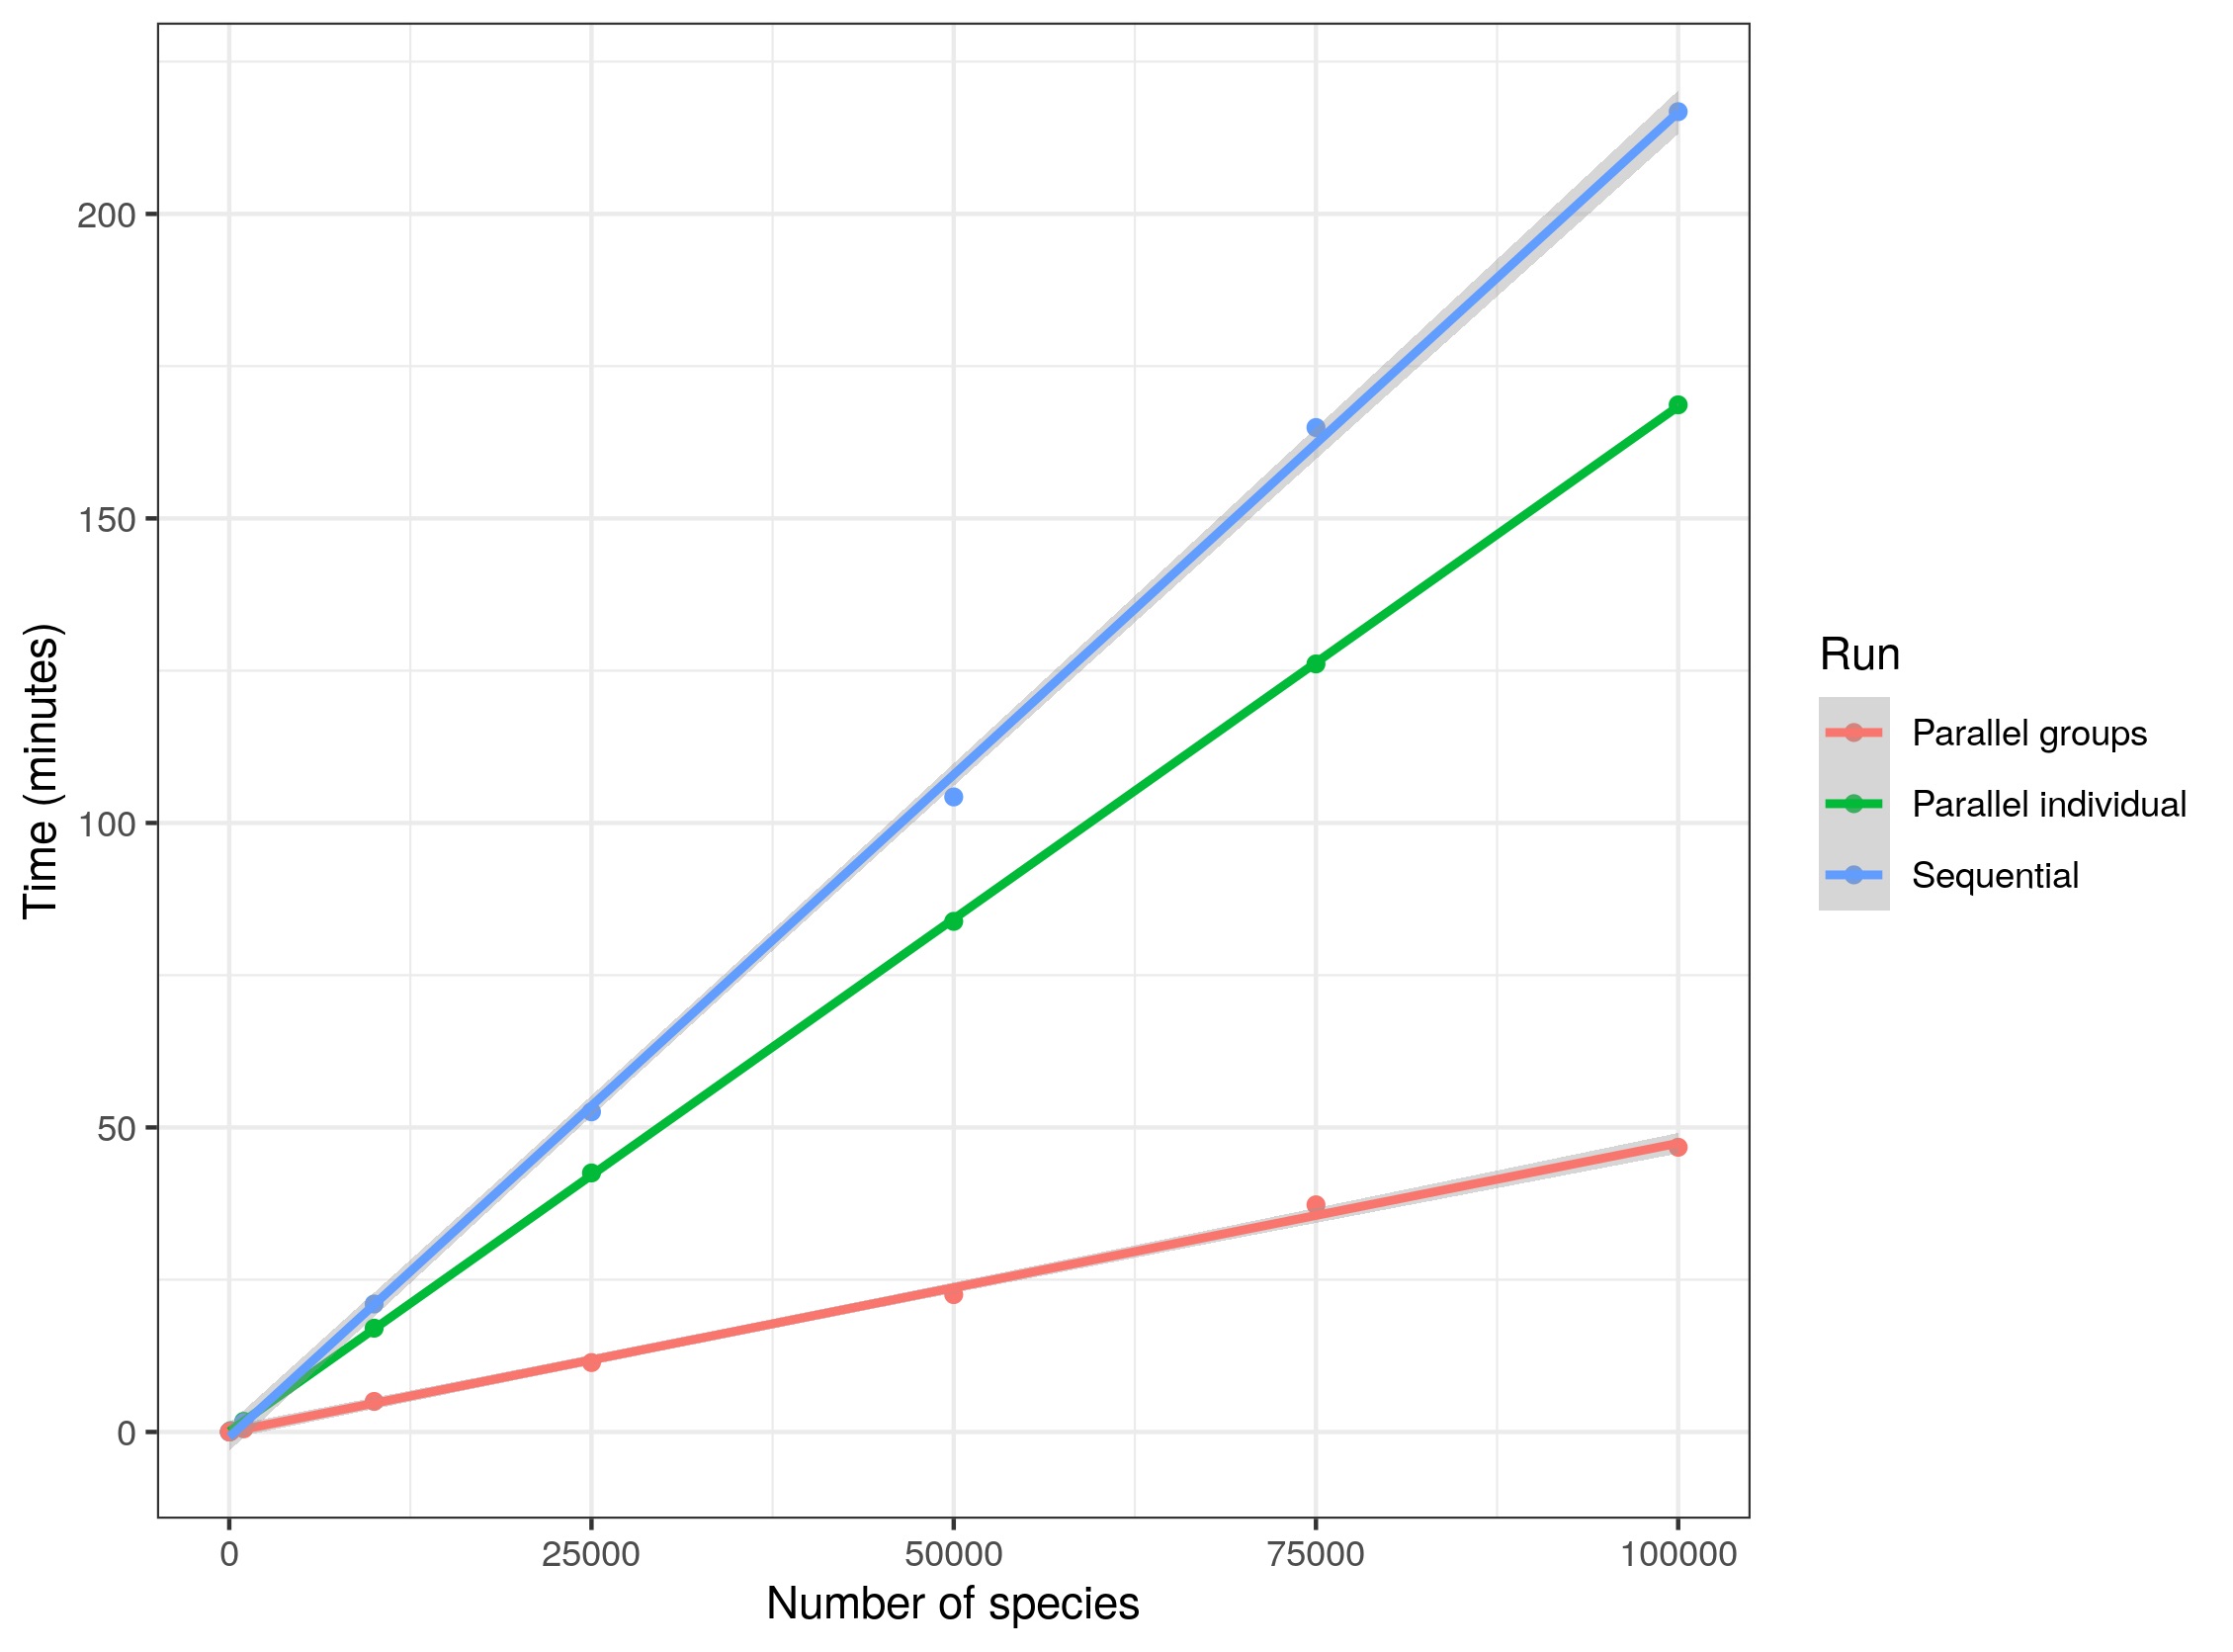 200
150
100
50
0
Time (minutes)
0
25000
50000
75000
100000
Number of species
Run
Parallel groups
Parallel individual
Sequential